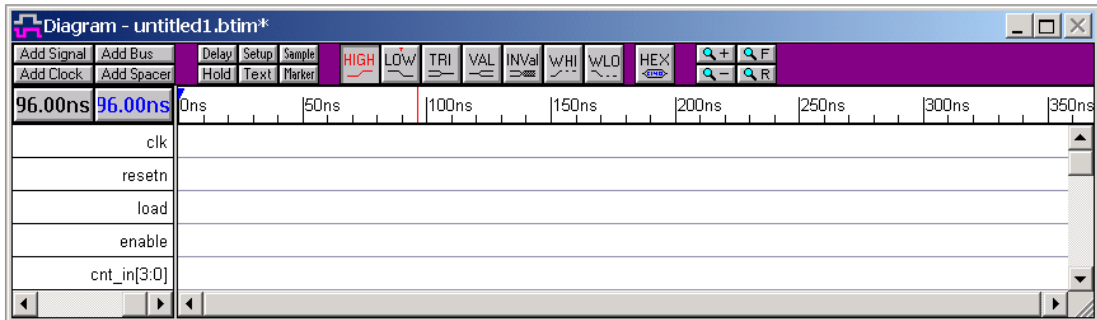 Diagram - untitled1.btim*
Add Signal Add Bus Delay Setup Sample HIGH LOW TRI VAL INVal WHI WLO HEX + F
Add Clock Add Spacer Hold Text Marker - R
96.00ns 96.00ns 0ns 50ns 100ns 150ns 200ns 250ns 300ns 350ns
clk
resetn
load
enable
cnt_in[3:0]